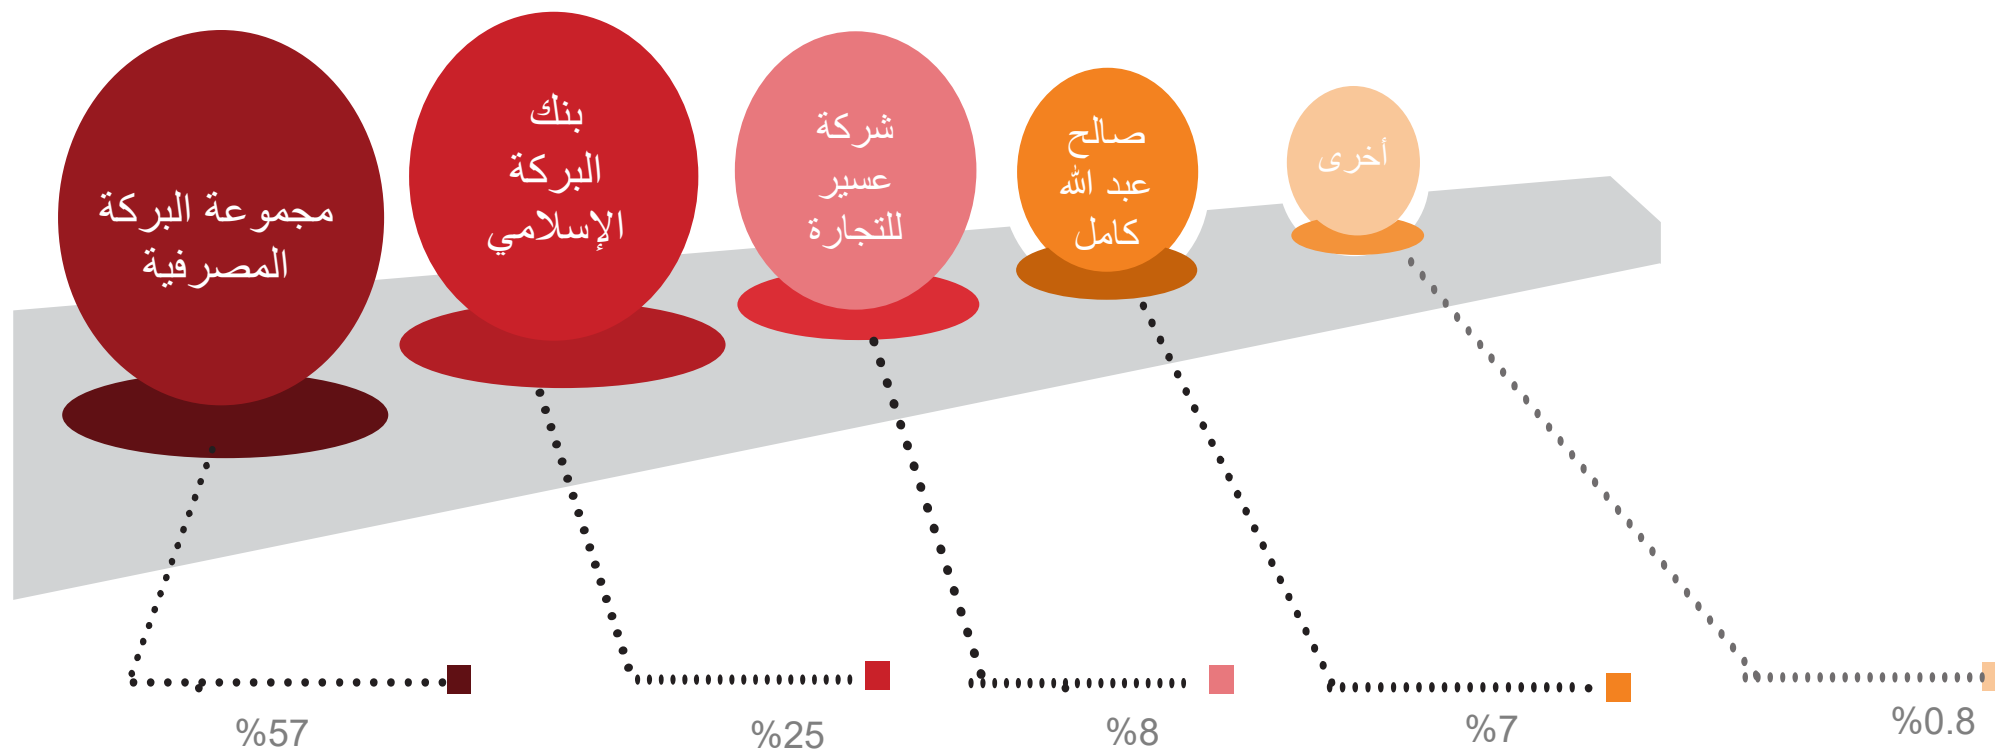 مجموعة البركة
المصرفية
بنك
البركة
الإسلامي
شركة
عسير
للتجارة
صالح
عبد الله
كامل
أخرى
%57
%25
%8
%7
%0.8